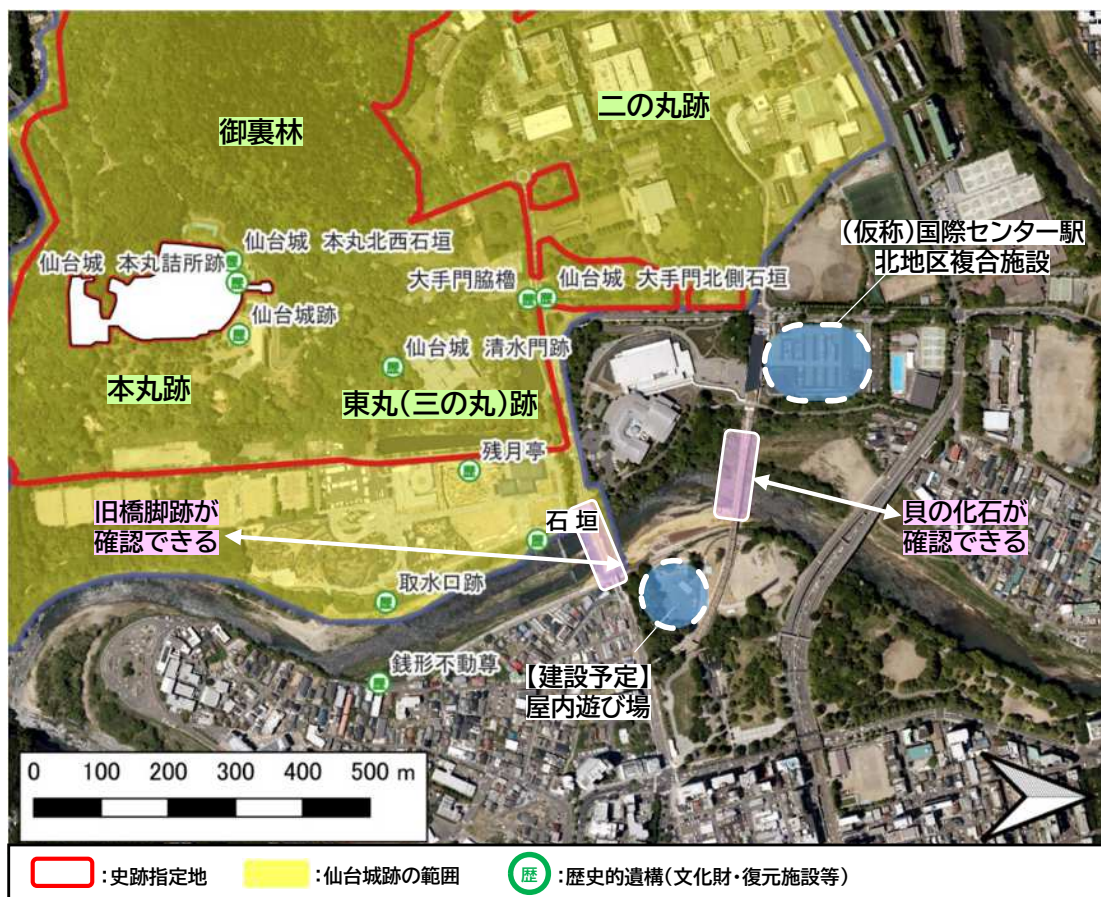 二の丸跡
御裏林
(仮称)国際センター駅
北地区複合施設
仙台城 本丸北西石垣
仙台城 本丸詰所跡
大手門脇櫓
仙台城 大手門北側石垣
仙台城跡
仙台城 清水門跡
本丸跡
東丸(三の丸)跡
残月亭
旧橋脚跡が
確認できる
石垣
貝の化石が
確認できる
取水口跡
銭形不動尊
【建設予定】
屋内遊び場
0 100 200 300 400 500 m
:史跡指定地
:仙台城跡の範囲
歴
:歴史的遺構(文化財・復元施設等)